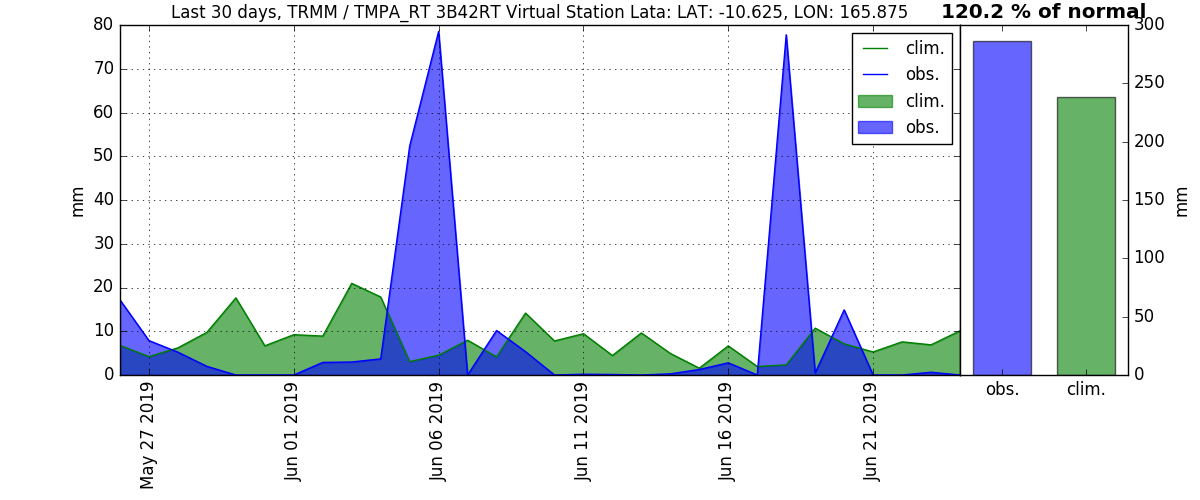 Last 30 days, TRMM / TMPA_RT 3B42RT Virtual Station Lata: LAT: -10.625, LON: 165.875
120.2 % of normal
mm
80
70
60
50
40
30
20
10
0
clim.
obs.
clim.
obs.
May 27 2019
Jun 01 2019
Jun 06 2019
Jun 11 2019
Jun 16 2019
Jun 21 2019
300
250
200
150
100
50
0
mm
obs.
clim.